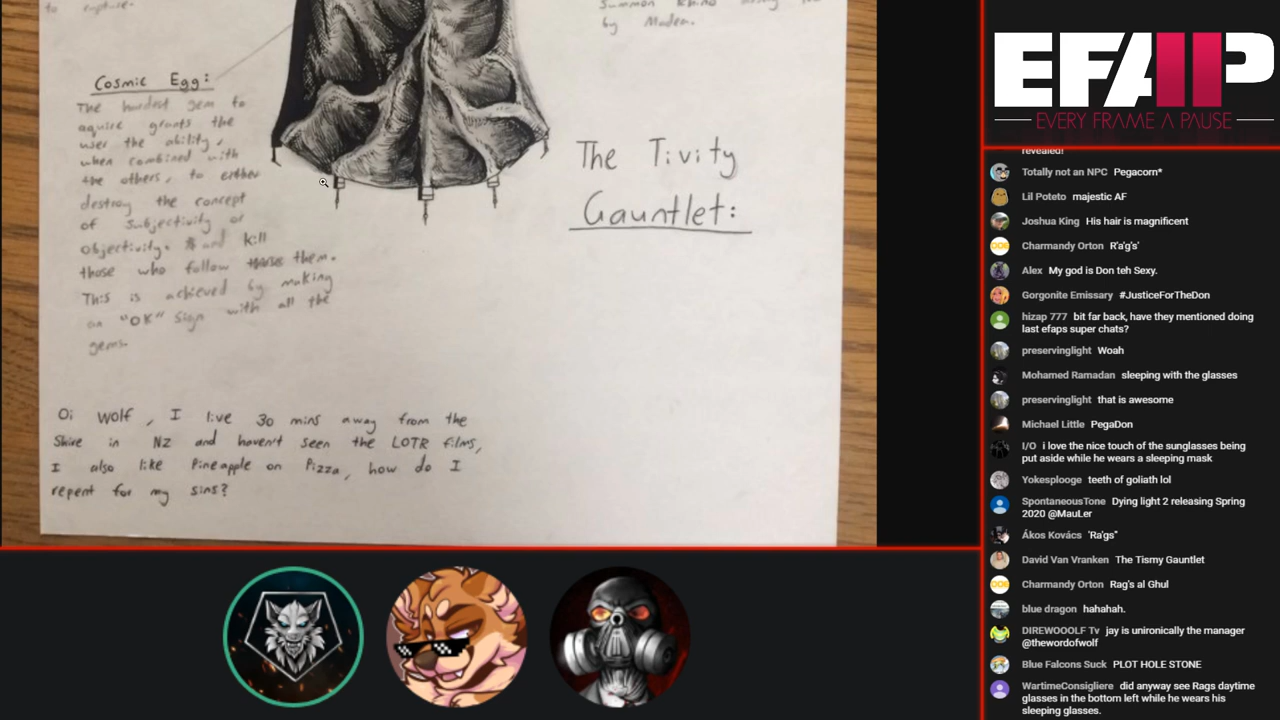 to rupture.
Summon Rhino
by Maden.
Cosmic Egg:
The hardest gem to
aquire grants the
user the ability,
when combined with
the others, to either
destroy the concept
of subjectivity or
objectivity. and kill
those who follow them.
This is achieved by making
an "OK" sign with all the
gems.
The Tivity
Gauntlet:
Oi Wolf, I live 30 mins away from the
Shire in NZ and haven't seen the LOTR films,
I also like Pineapple on Pizza, how do I
repent for my sins?
EFAP
EVERY FRAME A PAUSE
revealed!
Totally not an NPC Pegacorn*
Lil Poteto majestic AF
Joshua King His hair is magnificent
Charmandy Orton R'a'g's'
Alex My god is Don teh Sexy.
Gorgonite Emissary #JusticeForTheDon
hizap 777 bit far back, have they mentioned doing
last efaps super chats?
preservinglight Woah
Mohamed Ramadan sleeping with the glasses
preservinglight that is awesome
Michael Little PegaDon
I/O i love the nice touch of the sunglasses being
put aside while he wears a sleeping mask
Yokesplooge teeth of goliath lol
SpontaneousTone Dying light 2 releasing Spring
2020 @MauLer
Ákos Kovács 'Ra'gs"
David Van Vranken The Tismy Gauntlet
Charmandy Orton Rag's al Ghul
blue dragon hahahah.
DIREWOOOLF Tv jay is unironically the manager
@thewordofwolf
Blue Falcons Suck PLOT HOLE STONE
WartimeConsigliere did anyway see Rags daytime
glasses in the bottom left while he wears his
sleeping glasses.